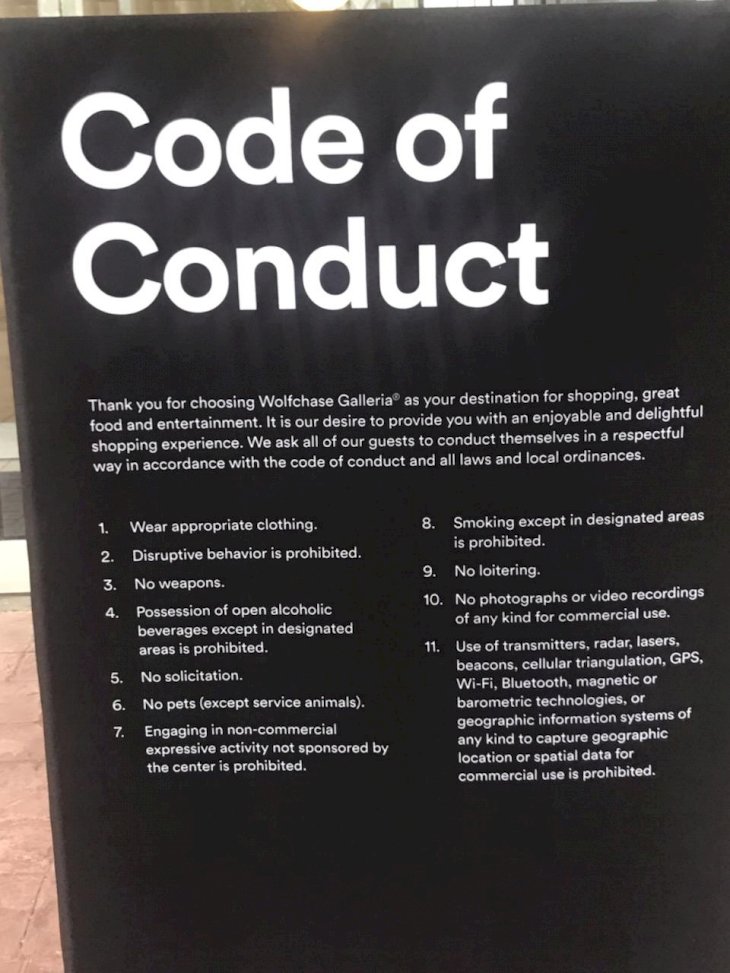 Code of
Conduct
Thank you for choosing Wolfchase Galleria® as your destination for shopping, great
food and entertainment. It is our desire to provide you with an enjoyable and delightful
shopping experience. We ask all of our guests to conduct themselves in a respectful
way in accordance with the code of conduct and all laws and local ordinances.
1. Wear appropriate clothing.
2. Disruptive behavior is prohibited.
3. No weapons.
4. Possession of open alcoholic
beverages except in designated
areas is prohibited.
5. No solicitation.
6. No pets (except service animals).
7. Engaging in non-commercial
expressive activity not sponsored by
the center is prohibited.
8. Smoking except in designated areas
is prohibited.
9. No loitering.
10. No photographs or video recordings
of any kind for commercial use.
11. Use of transmitters, radar, lasers,
beacons, cellular triangulation, GPS,
Wi-Fi, Bluetooth, magnetic or
barometric technologies, or
geographic information systems of
any kind to capture geographic
location or spatial data for
commercial use is prohibited.